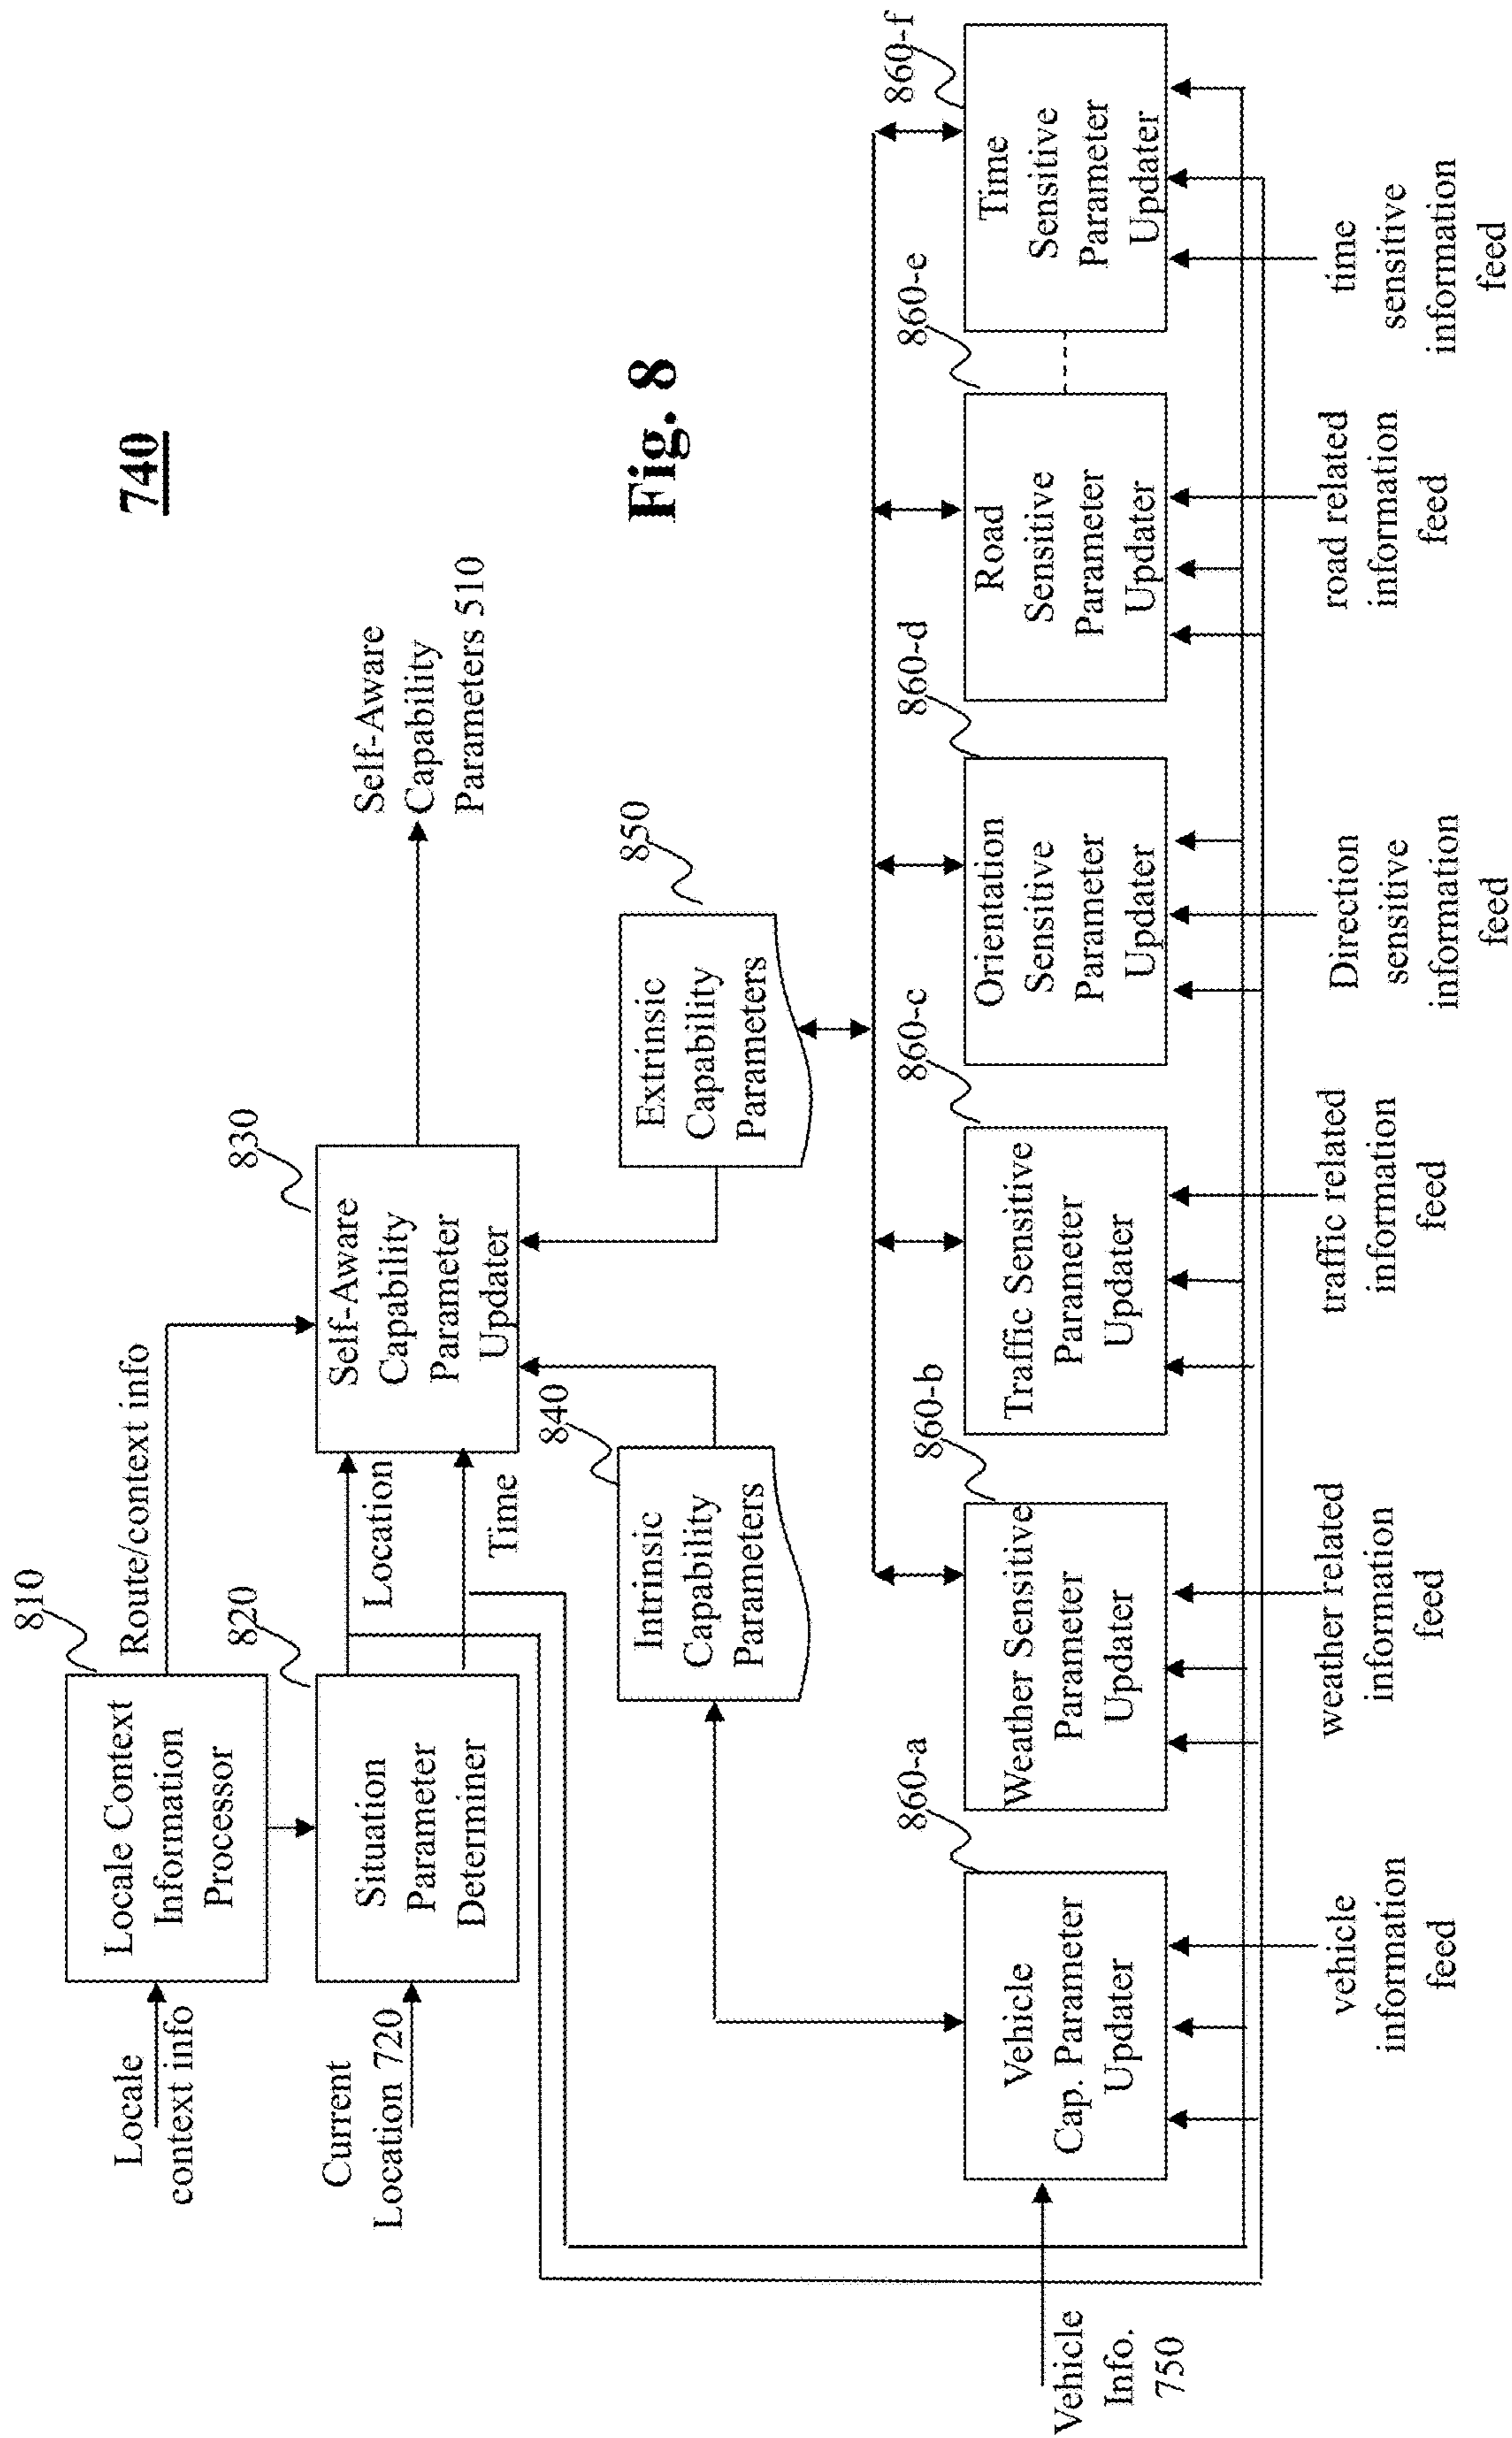 740
Locale
context info
810
Locale Context
Information
Processor
Route/context info
Current
Location 720
820
Situation
Parameter
Determiner
Location
Time
830
Self-Aware
Capability
Parameter
Updater
Self-Aware
Capability
Parameters 510
840
Intrinsic
Capability
Parameters
850
Extrinsic
Capability
Parameters
Fig. 8
Vehicle
Info.
750
860-a
Vehicle
Cap. Parameter
Updater
860-b
Weather Sensitive
Parameter
Updater
860-c
Traffic Sensitive
Parameter
Updater
860-d
Orientation
Sensitive
Parameter
Updater
860-e
Road
Sensitive
Parameter
Updater
860-f
Time
Sensitive
Parameter
Updater
vehicle
information
feed
weather related
information
feed
traffic related
information
feed
Direction
sensitive
information
feed
road related
information
feed
time
sensitive
information
feed